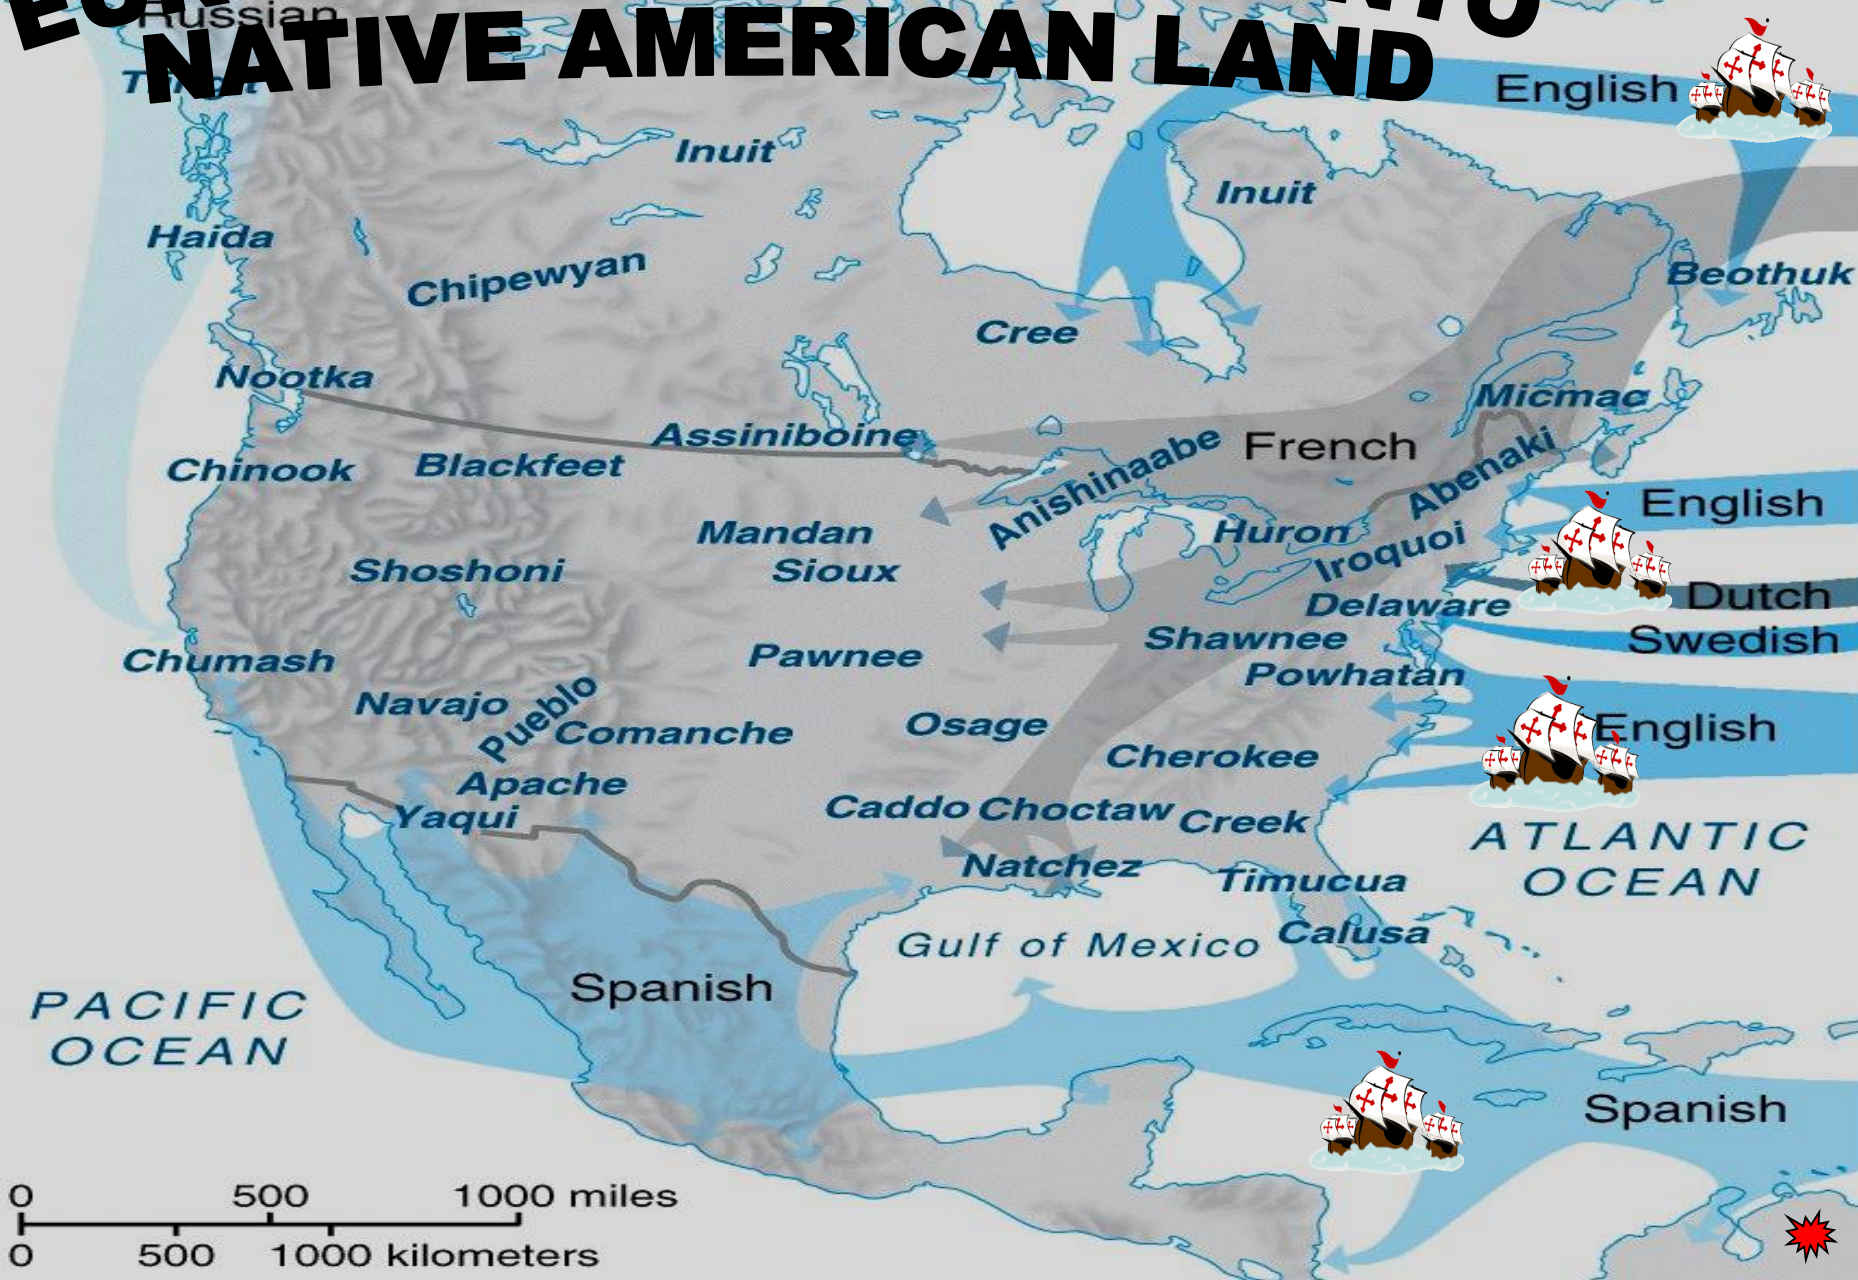 Russian
NATIVE AMERICAN LAND
Tlingit
English
Inuit
Inuit
Haida
Chipewyan
Beothuk
Cree
Nootka
Micmac
Assiniboine
French
Chinook
Blackfeet
Anishinaabe
Abenaki
English
Mandan
Huron
Iroquoi
Shoshoni
Sioux
Delaware
Dutch
Shawnee
Swedish
Chumash
Pawnee
Powhatan
Navajo
Pueblo
Comanche
Osage
English
Cherokee
Apache
Yaqui
Caddo
Choctaw
Creek
ATLANTIC
OCEAN
Natchez
Timucua
Calusa
Gulf of Mexico
Spanish
PACIFIC
OCEAN
Spanish
0 500 1000 miles
0 500 1000 kilometers